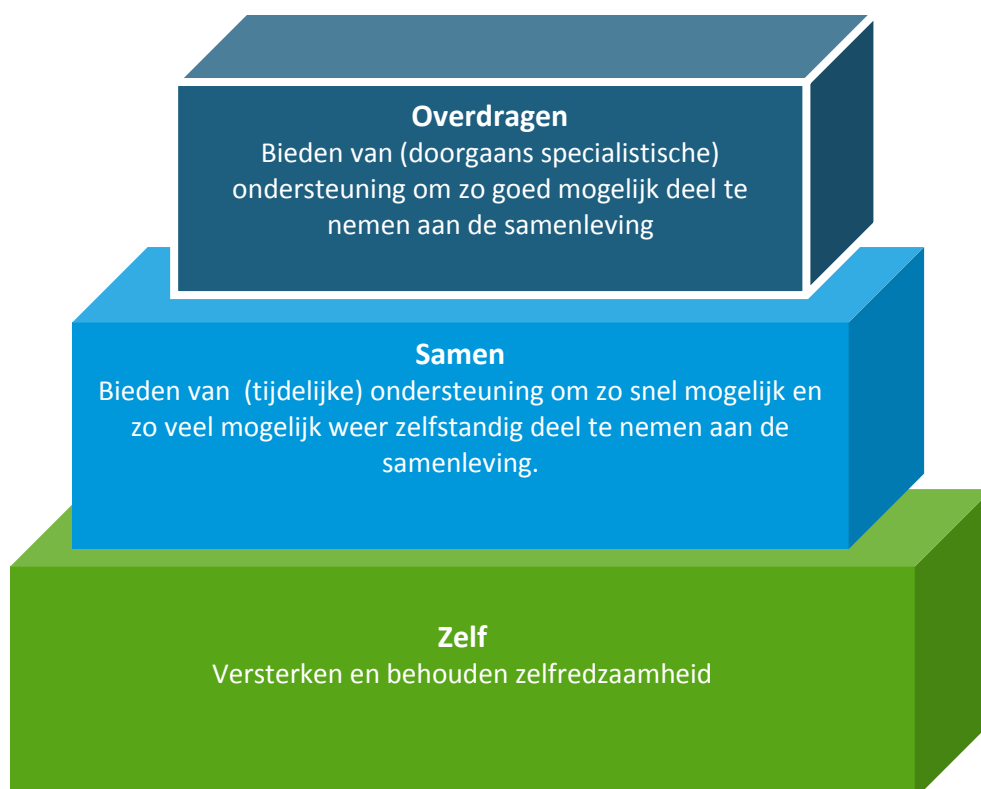 Overdragen
Bieden van (doorgaans specialistische)
ondersteuning om zo goed mogelijk deel te
nemen aan de samenleving
Samen
Bieden van  (tijdelijke) ondersteuning om zo snel mogelijk en
zo veel mogelijk weer zelfstandig deel te nemen aan de
samenleving.
Zelf
Versterken en behouden zelfredzaamheid